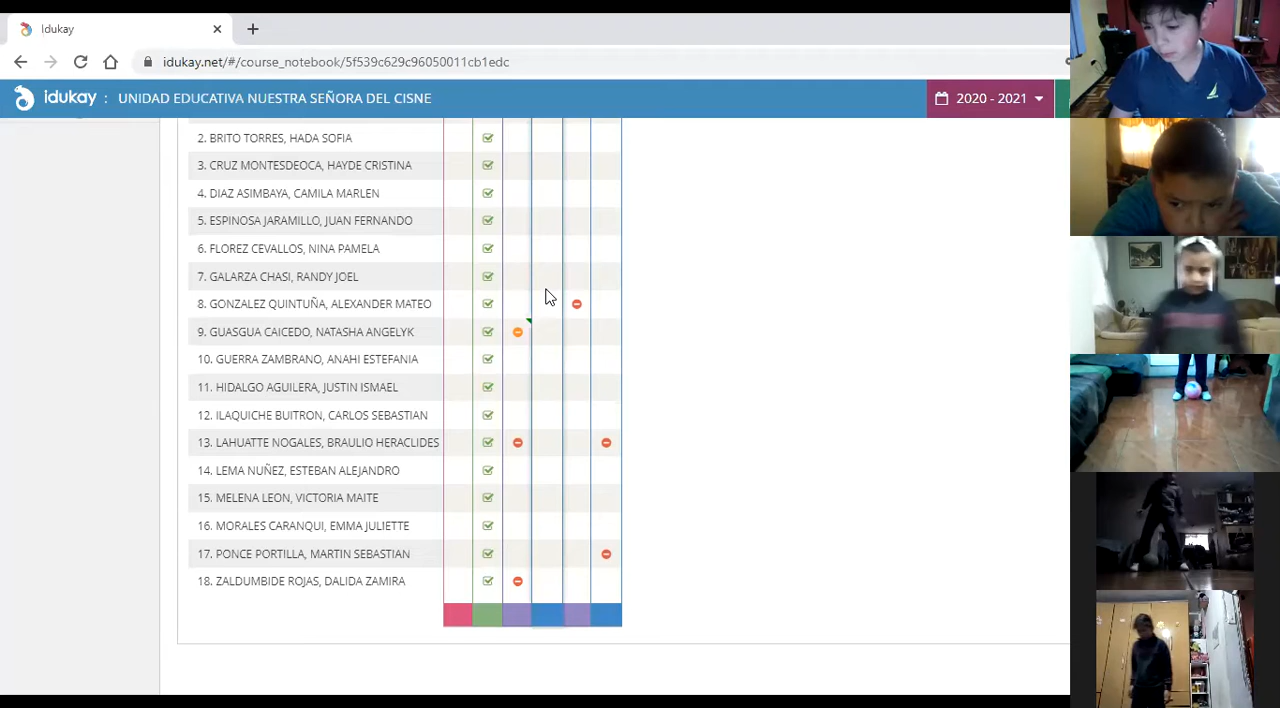 Idukay
idukay.net/#/course_notebook/5f539c629c96050011cb1edc
idukay : UNIDAD EDUCATIVA NUESTRA SEÑORA DEL CISNE
2020 - 2021
2. BRITO TORRES, HADA SOFIA
3. CRUZ MONTESDEOCA, HAYDE CRISTINA
4. DIAZ ASIMBAYA, CAMILA MARLEN
5. ESPINOSA JARAMILLO, JUAN FERNANDO
6. FLOREZ CEVALLOS, NINA PAMELA
7. GALARZA CHASI, RANDY JOEL
8. GONZALEZ QUINTUÑA, ALEXANDER MATEO
9. GUASGUA CAICEDO, NATASHA ANGELYK
10. GUERRA ZAMBRANO, ANAHI ESTEFANIA
11. HIDALGO AGUILERA, JUSTIN ISMAEL
12. ILAQUICHE BUITRON, CARLOS SEBASTIAN
13. LAHUATTE NOGALES, BRAULIO HERACLIDES
14. LEMA NUÑEZ, ESTEBAN ALEJANDRO
15. MELENA LEON, VICTORIA MAITE
16. MORALES CARANQUI, EMMA JULIETTE
17. PONCE PORTILLA, MARTIN SEBASTIAN
18. ZALDUMBIDE ROJAS, DALIDA ZAMIRA